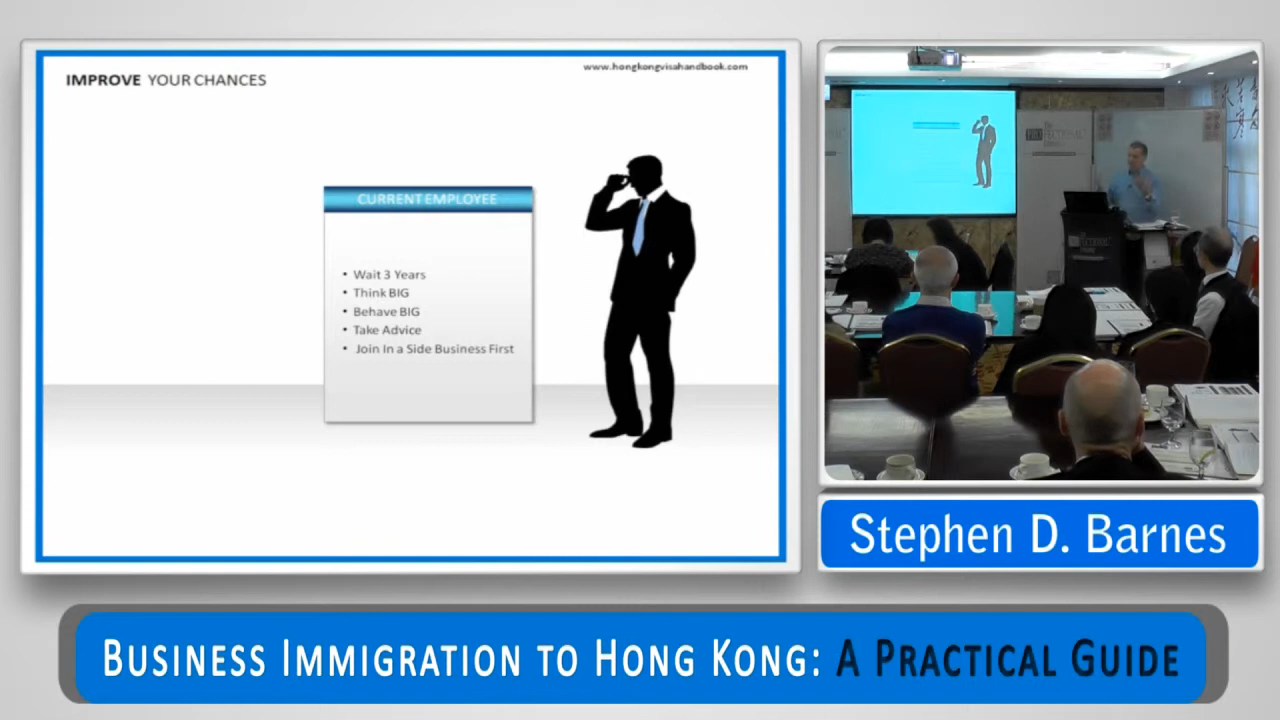 IMPROVE YOUR CHANCES
www.hongkongvisahandbook.com
CURRENT EMPLOYEE
• Wait 3 Years
• Think BIG
• Behave BIG
• Take Advice
• Join In a Side Business First
Stephen D. Barnes
BUSINESS IMMIGRATION TO HONG KONG: A PRACTICAL GUIDE